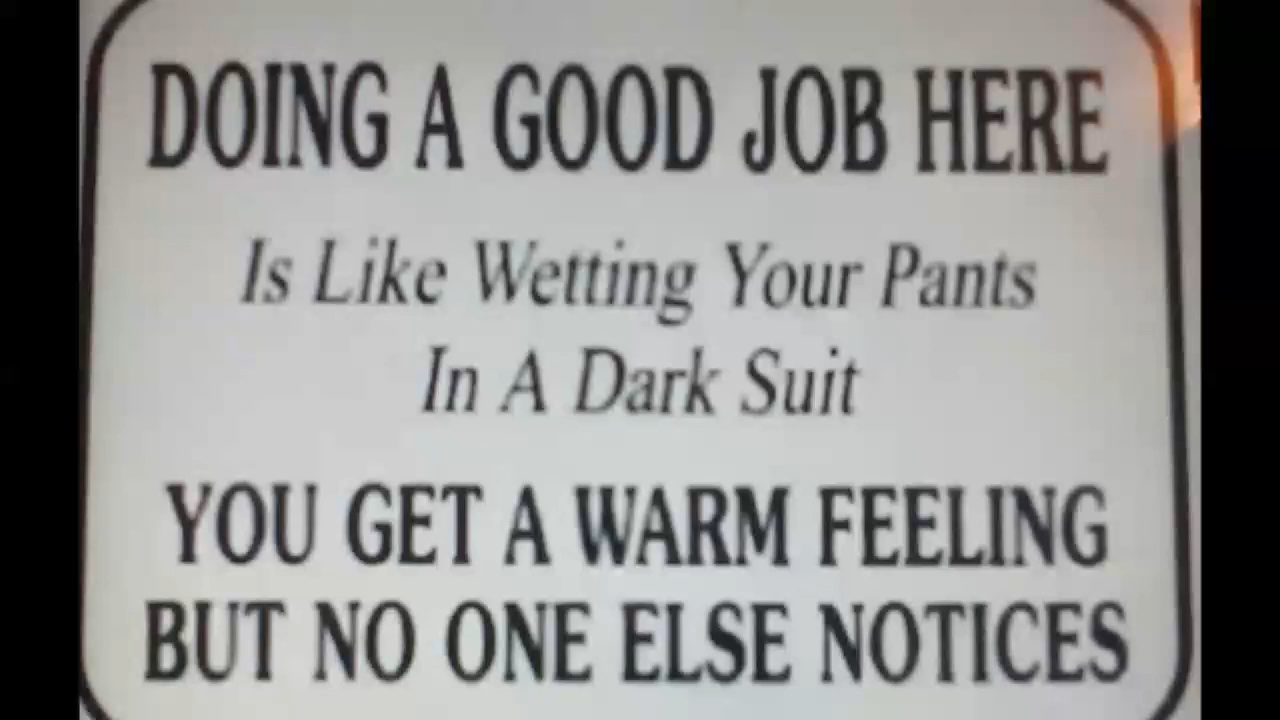 DOING A GOOD JOB HERE
Is Like Wetting Your Pants
In A Dark Suit
YOU GET A WARM FEELING
BUT NO ONE ELSE NOTICES